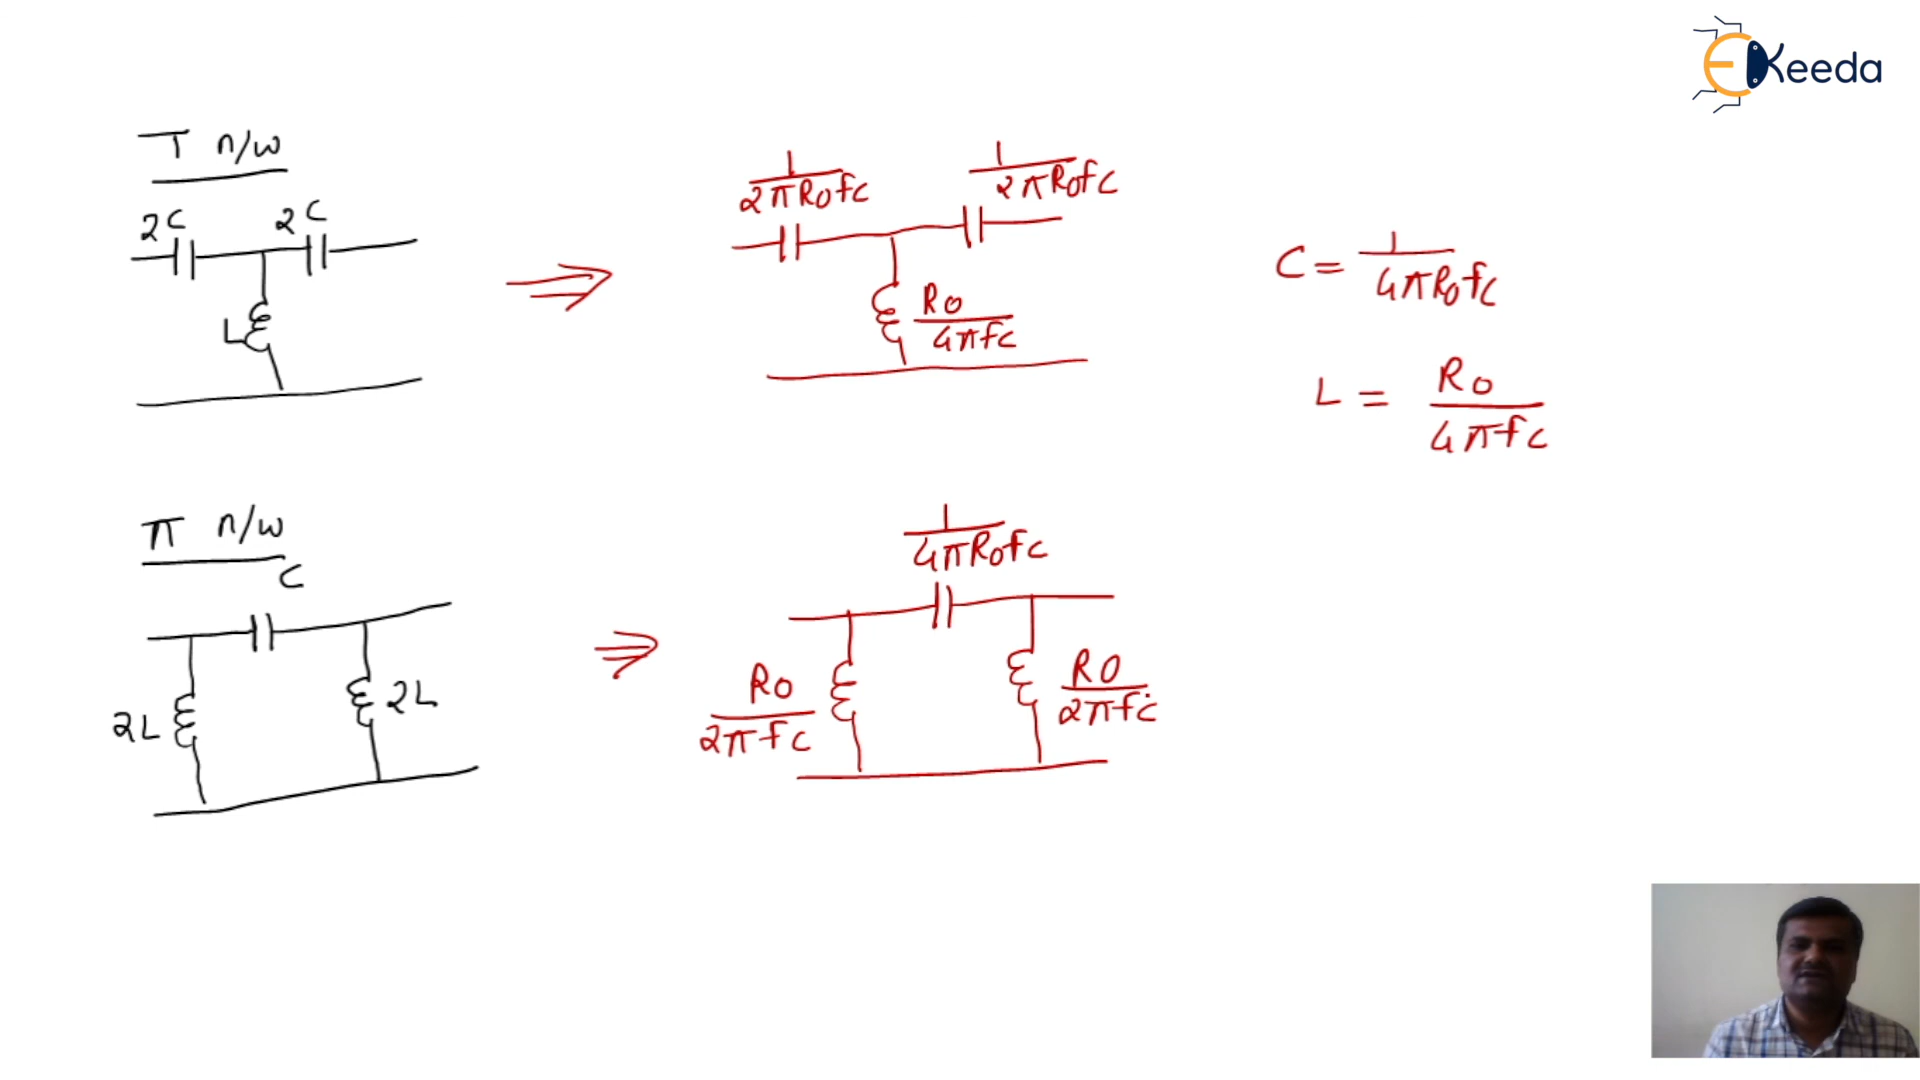 EKeeda
T n/w
2C 2C
L
1/2πR0fc 1/2πR0fc
R0/4πfc
C = 1/4πR0fc
L = R0/4πfc
π n/w
C
2L 2L
1/4πR0fc
R0/2πfc R0/2πfc